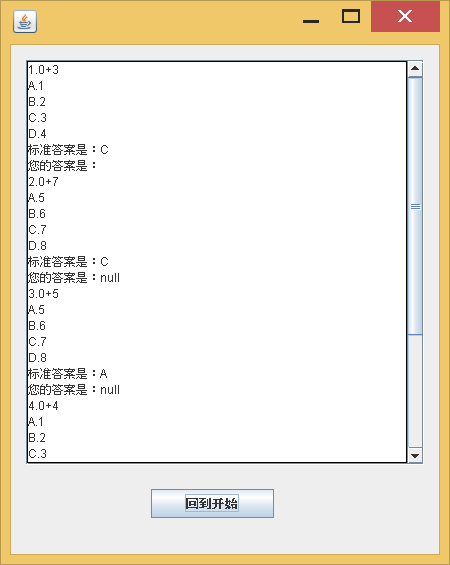 1.0+3
A.1
B.2
C.3
D.4
标准答案是：C
您的答案是：
2.0+7
A.5
B.6
C.7
D.8
标准答案是：C
您的答案是：null
3.0+5
A.5
B.6
C.7
D.8
标准答案是：A
您的答案是：null
4.0+4
A.1
B.2
C.3
回到开始